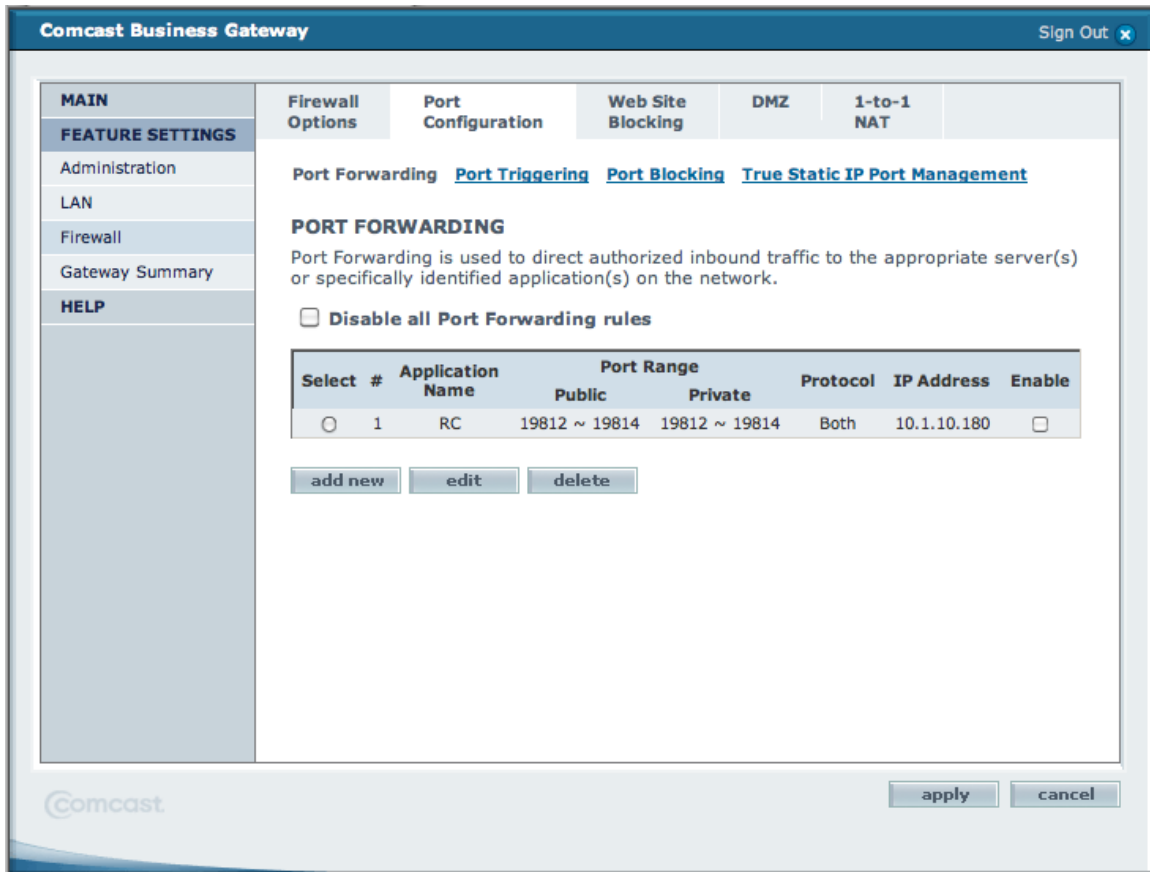 Comcast Business Gateway
Sign Out
MAIN
FEATURE SETTINGS
Administration
LAN
Firewall
Gateway Summary
HELP
Firewall Options
Port Configuration
Web Site Blocking
DMZ
1-to-1 NAT
Port Forwarding Port Triggering Port Blocking True Static IP Port Management
PORT FORWARDING
Port Forwarding is used to direct authorized inbound traffic to the appropriate server(s)
or specifically identified application(s) on the network.
Disable all Port Forwarding rules
Select # Application Name Port Range Public Private Protocol IP Address Enable
1 RC 19812 ~ 19814 19812 ~ 19814 Both 10.1.10.180
add new edit delete
Comcast.
apply cancel